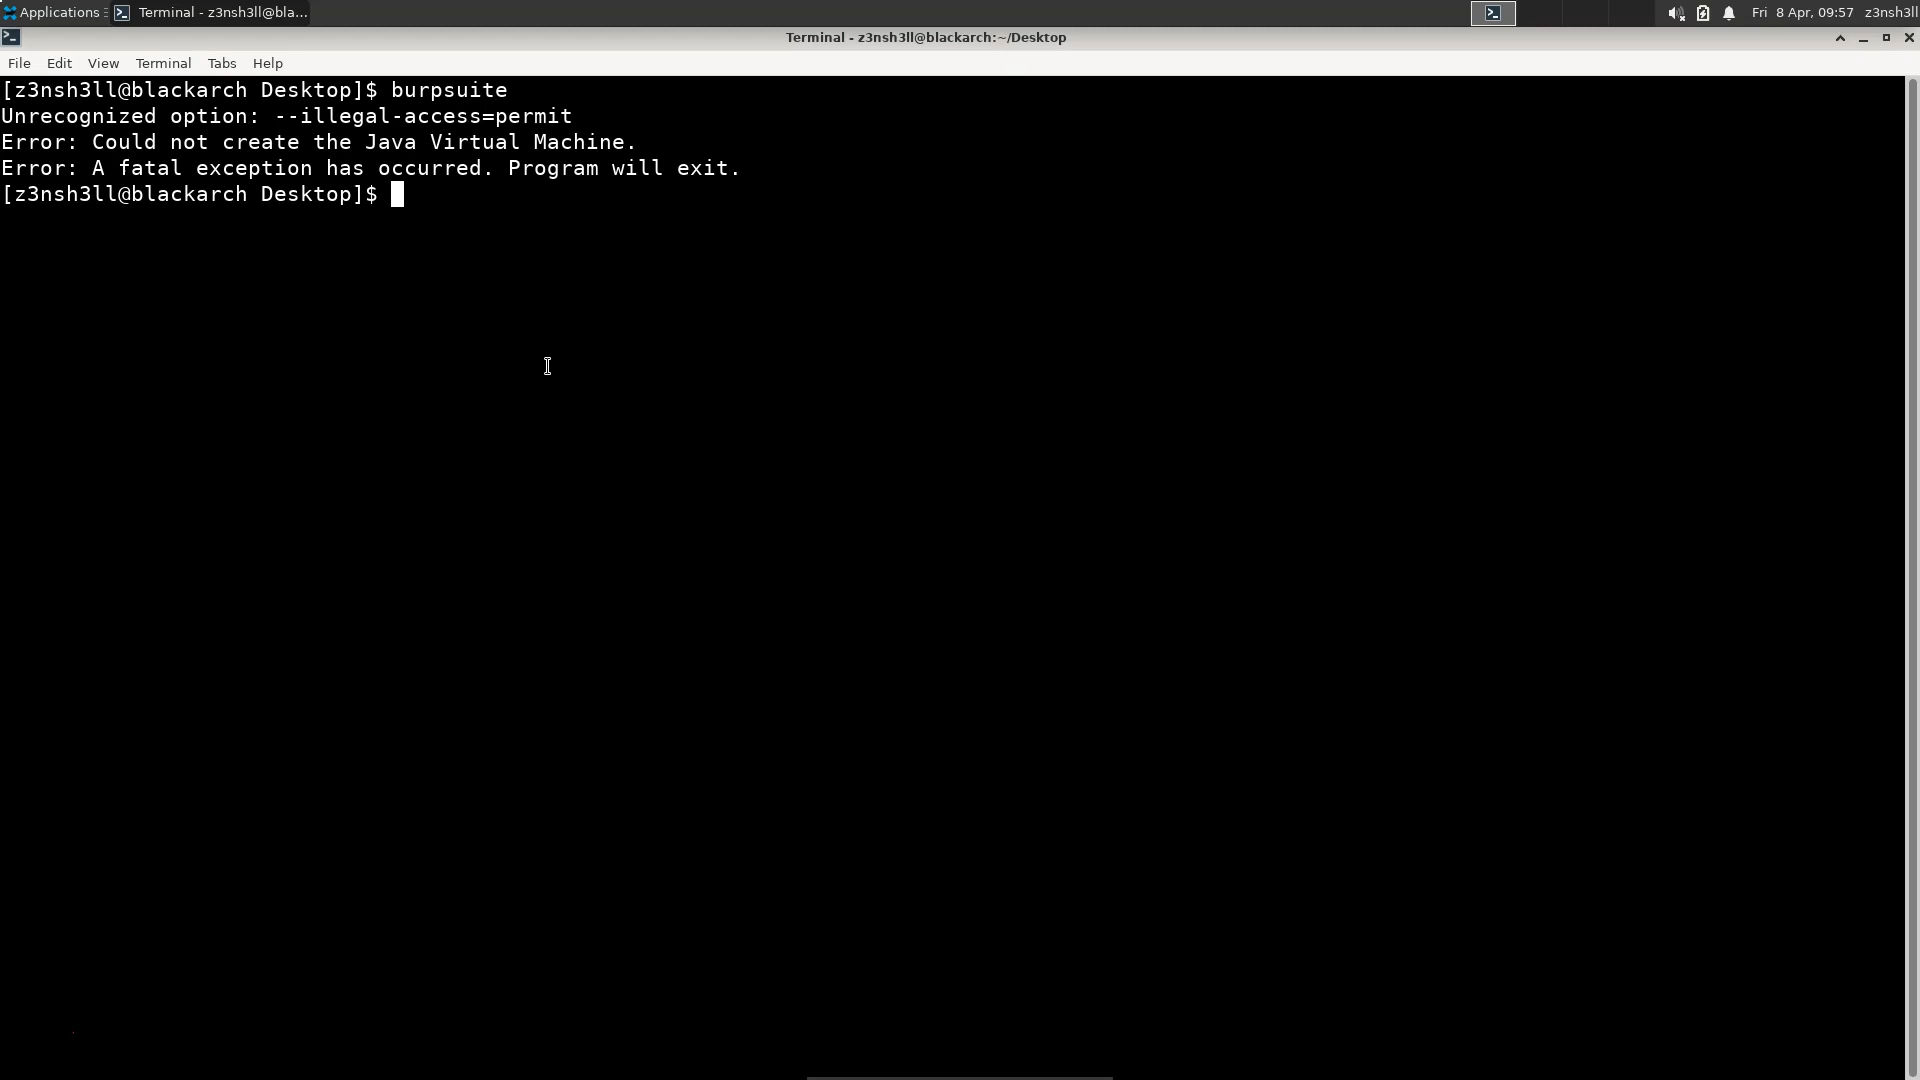 Applications Terminal - z3nsh3ll@bla... Fri 8 Apr, 09:57 z3nsh3ll
Terminal - z3nsh3ll@blackarch:~/Desktop
File Edit View Terminal Tabs Help
[z3nsh3ll@blackarch Desktop]$ burpsuite
Unrecognized option: --illegal-access=permit
Error: Could not create the Java Virtual Machine.
Error: A fatal exception has occurred. Program will exit.
[z3nsh3ll@blackarch Desktop]$